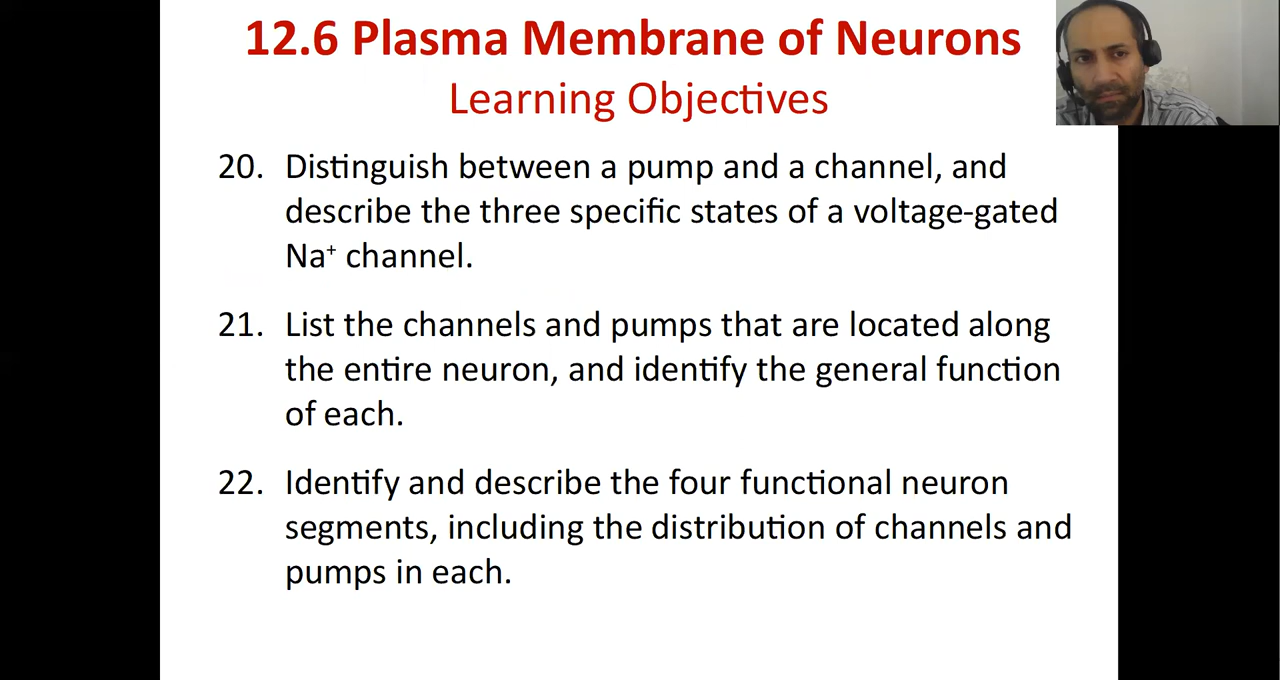 12.6 Plasma Membrane of Neurons
Learning Objectives
20. Distinguish between a pump and a channel, and
describe the three specific states of a voltage-gated
Na⁺ channel.
21. List the channels and pumps that are located along
the entire neuron, and identify the general function
of each.
22. Identify and describe the four functional neuron
segments, including the distribution of channels and
pumps in each.